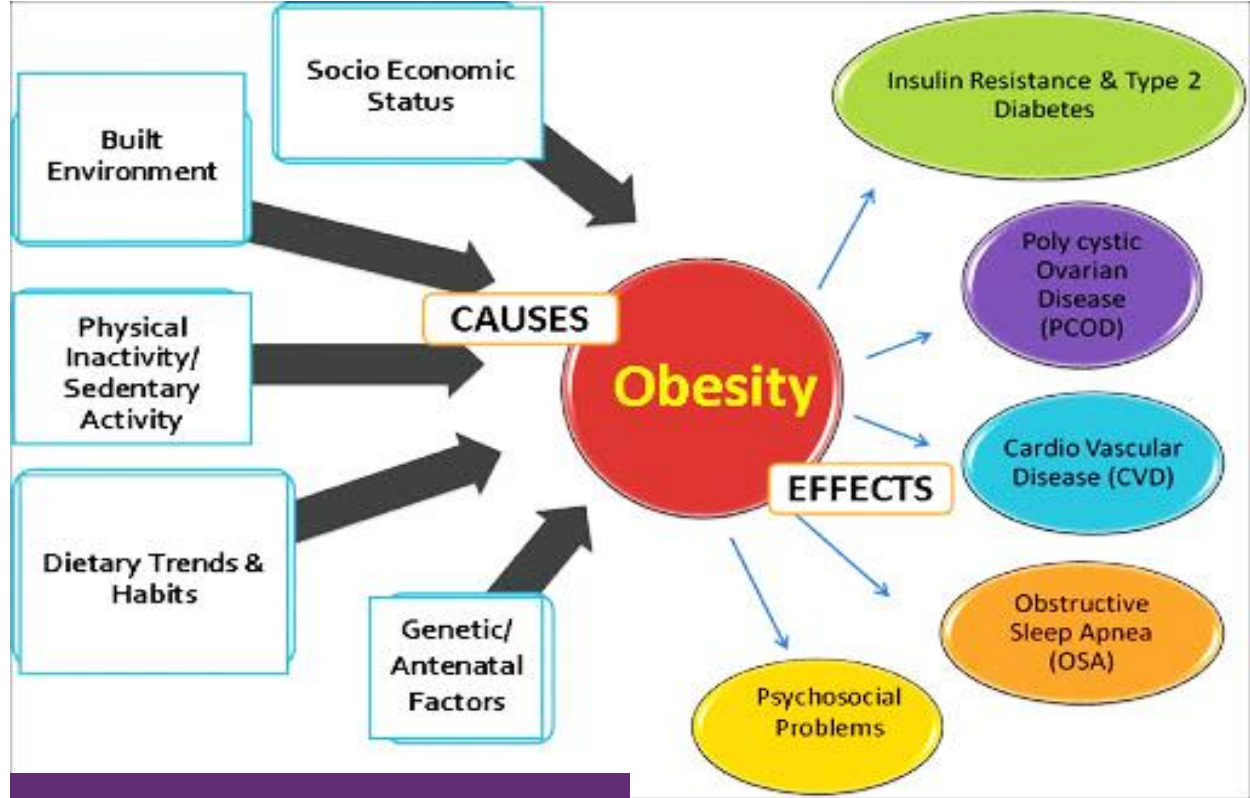 Socio Economic
Status
Built
Environment
Physical
Inactivity/
Sedentary
Activity
Dietary Trends &
Habits
Genetic/
Antenatal
Factors
CAUSES
Obesity
EFFECTS
Insulin Resistance & Type 2
Diabetes
Poly cystic
Ovarian
Disease
(PCOD)
Cardio Vascular
Disease (CVD)
Obstructive
Sleep Apnea
(OSA)
Psychosocial
Problems